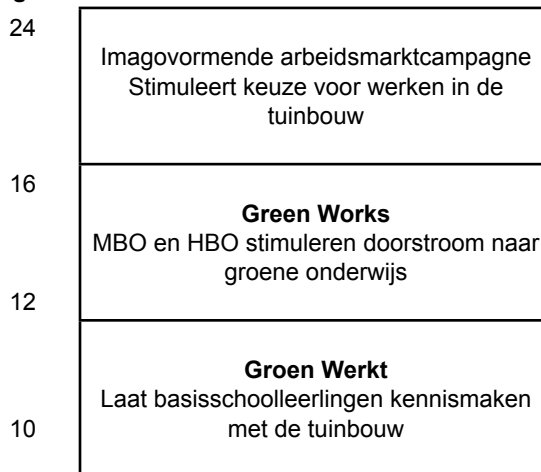 24
Imagovormende arbeidsmarktcampagne
Stimuleert keuze voor werken in de
tuinbouw
16
Green Works
MBO en HBO stimuleren doorstroom naar
groene onderwijs
12
Groen Werkt
Laat basisschoolleerlingen kennismaken
met de tuinbouw
10